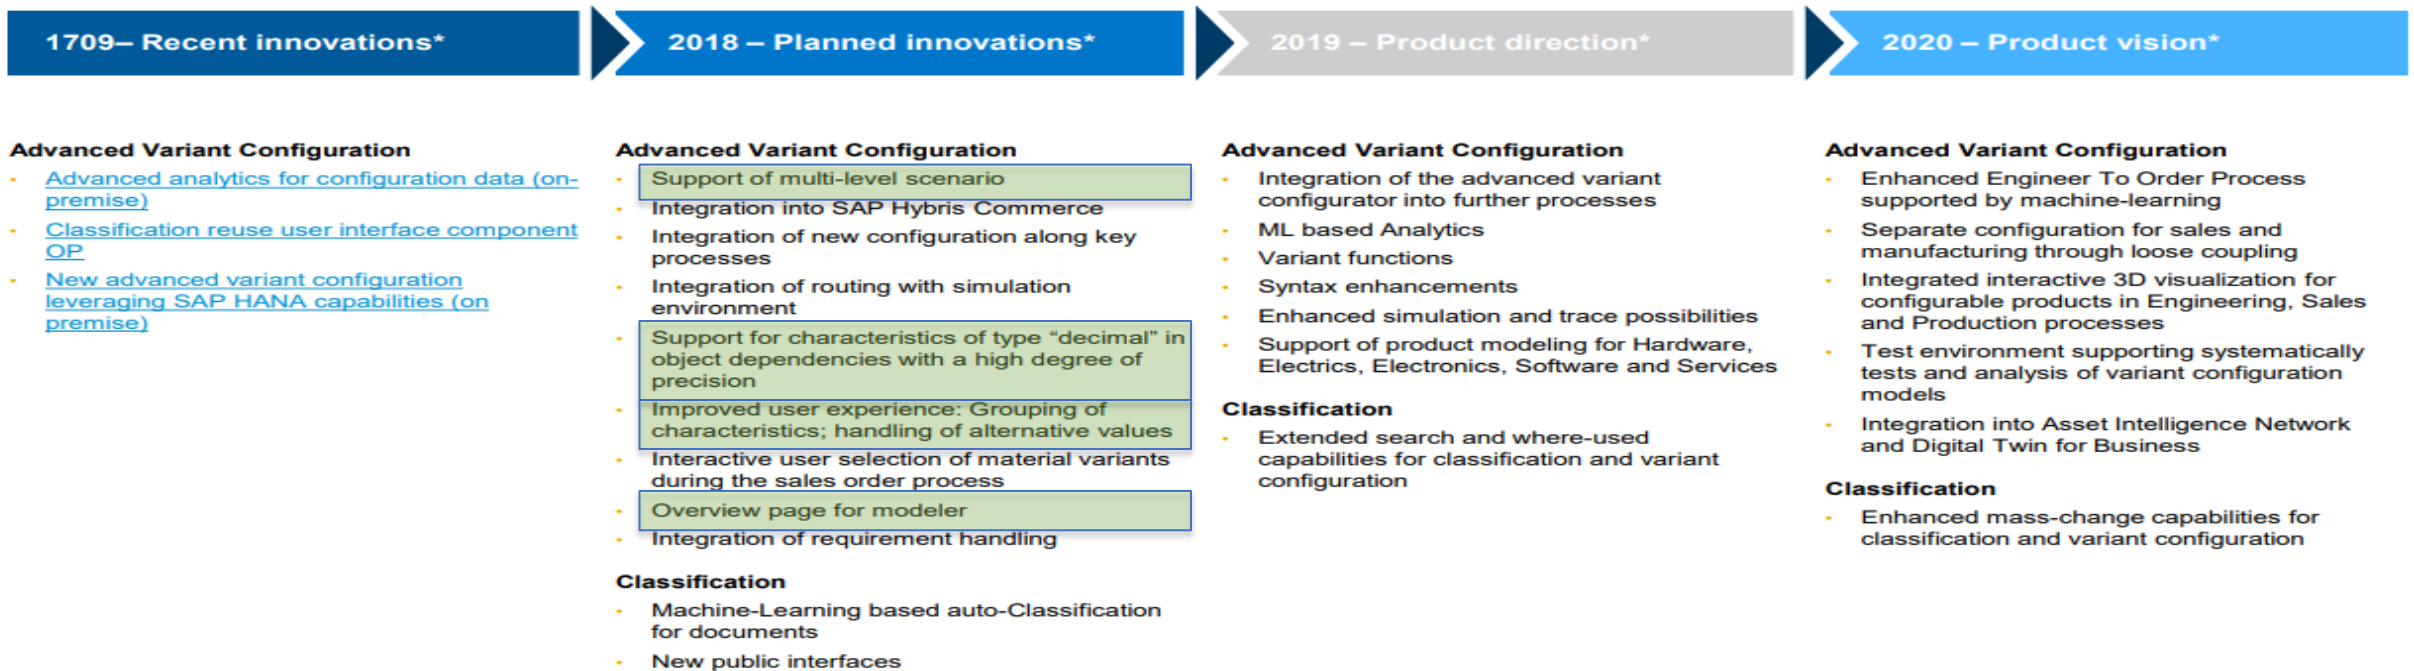 1709– Recent innovations*
2018 – Planned innovations*
2019 – Product direction*
2020 – Product vision*
Advanced Variant Configuration
• Advanced analytics for configuration data (on-
premise)
• Classification reuse user interface component
OP
• New advanced variant configuration
leveraging SAP HANA capabilities (on
premise)
Advanced Variant Configuration
• Support of multi-level scenario
• Integration into SAP Hybris Commerce
• Integration of new configuration along key
processes
• Integration of routing with simulation
environment
• Support for characteristics of type “decimal” in
object dependencies with a high degree of
precision
• Improved user experience: Grouping of
characteristics; handling of alternative values
• Interactive user selection of material variants
during the sales order process
• Overview page for modeler
• Integration of requirement handling
Classification
• Machine-Learning based auto-Classification
for documents
• New public interfaces
Advanced Variant Configuration
• Integration of the advanced variant
configurator into further processes
• ML based Analytics
• Variant functions
• Syntax enhancements
• Enhanced simulation and trace possibilities
• Support of product modeling for Hardware,
Electrics, Electronics, Software and Services
Classification
• Extended search and where-used
capabilities for classification and variant
configuration
Advanced Variant Configuration
• Enhanced Engineer To Order Process
supported by machine-learning
• Separate configuration for sales and
manufacturing through loose coupling
• Integrated interactive 3D visualization for
configurable products in Engineering, Sales
and Production processes
• Test environment supporting systematically
tests and analysis of variant configuration
models
• Integration into Asset Intelligence Network
and Digital Twin for Business
Classification
• Enhanced mass-change capabilities for
classification and variant configuration